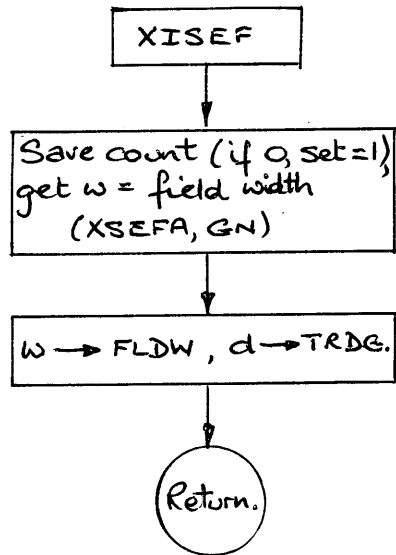 XISEF
Save count (if 0, set=1),
get w = field width
(XSEFA, GN)
w → FLDW, d → TRDG.
Return.